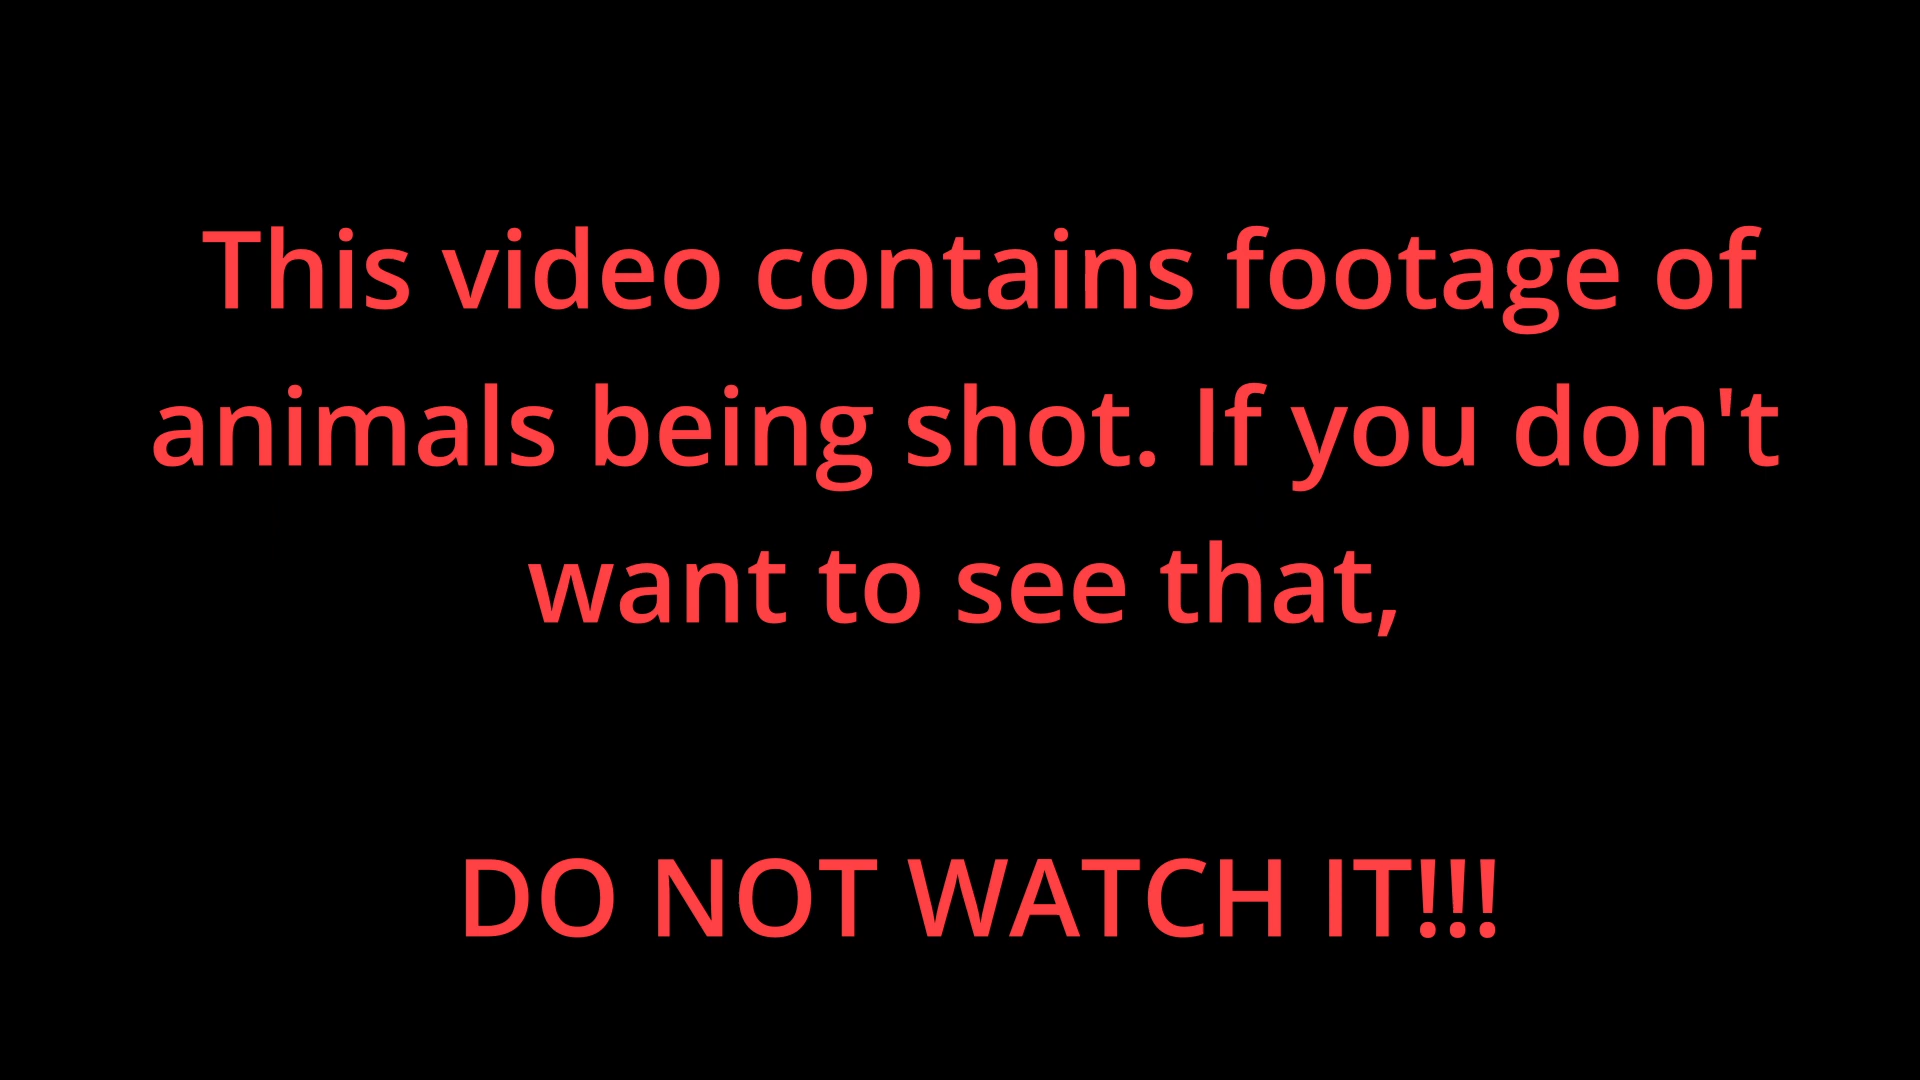 This video contains footage of
animals being shot. If you don't
want to see that,
DO NOT WATCH IT!!!